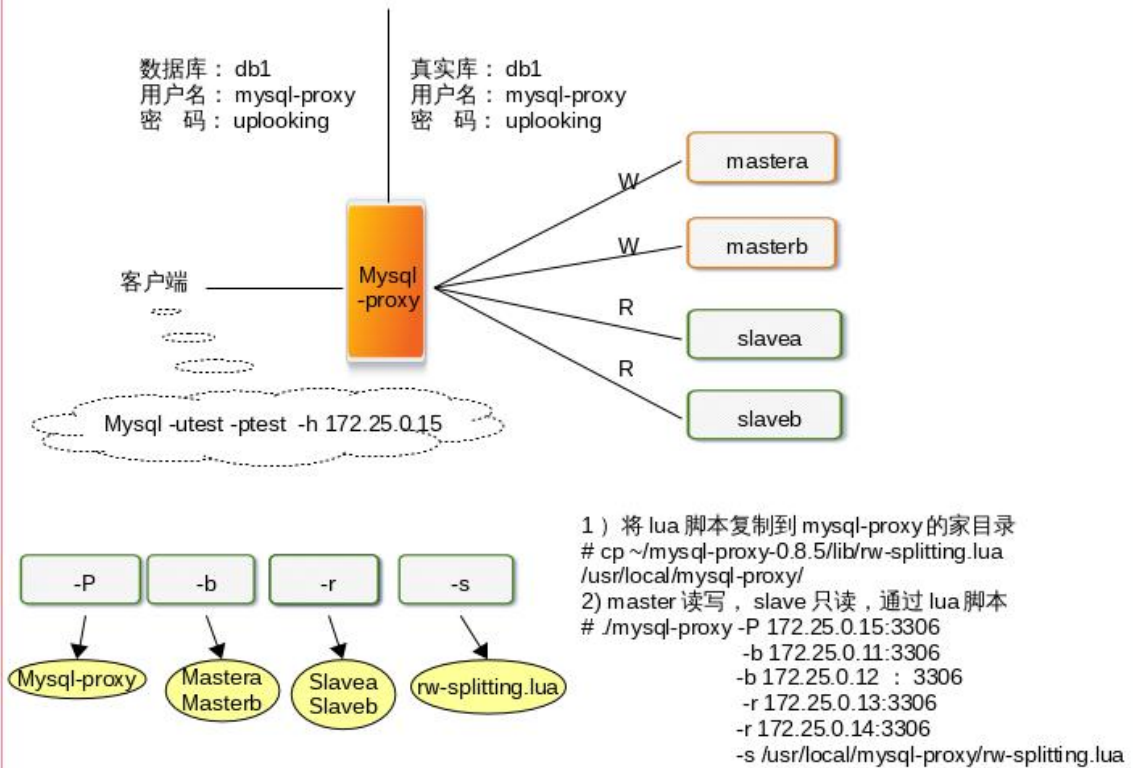 数据库： db1
用户名： mysql-proxy
密　码： uplooking
真实库： db1
用户名： mysql-proxy
密　码： uplooking
mastera
W
masterb
W
客户端
Mysql
-proxy
R
slavea
R
slaveb
Mysql -utest -ptest -h 172.25.0.15
-P
-b
-r
-s
Mysql-proxy
Mastera
Masterb
Slavea
Slaveb
rw-splitting.lua
1 ）将 lua 脚本复制到 mysql-proxy 的家目录
# cp ~/mysql-proxy-0.8.5/lib/rw-splitting.lua
/usr/local/mysql-proxy/
2) master 读写 ，slave 只读，通过 lua 脚本
# ./mysql-proxy -P 172.25.0.15:3306
-b 172.25.0.11:3306
-b 172.25.0.12 ： 3306
-r 172.25.0.13:3306
-r 172.25.0.14:3306
-s /usr/local/mysql-proxy/rw-splitting.lua